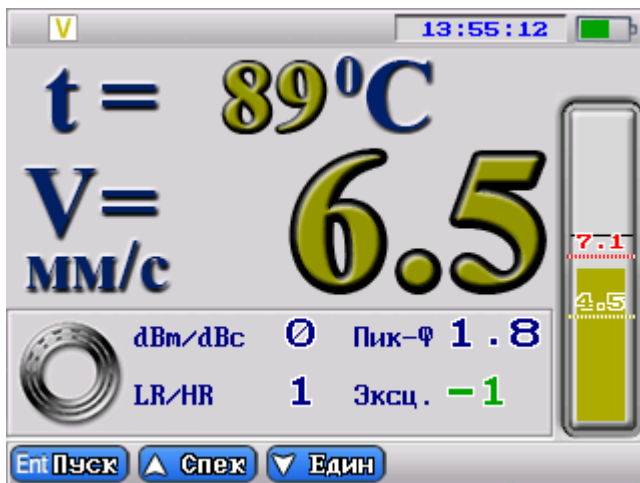 V 13:55:12
t = 89⁰C
V= 6.5
мм/с
7.1
4.5
dBm/dBc 0 Пик-Ф 1.8
LR/HR 1 Эксц. -1
Ent Пуск Спек Един